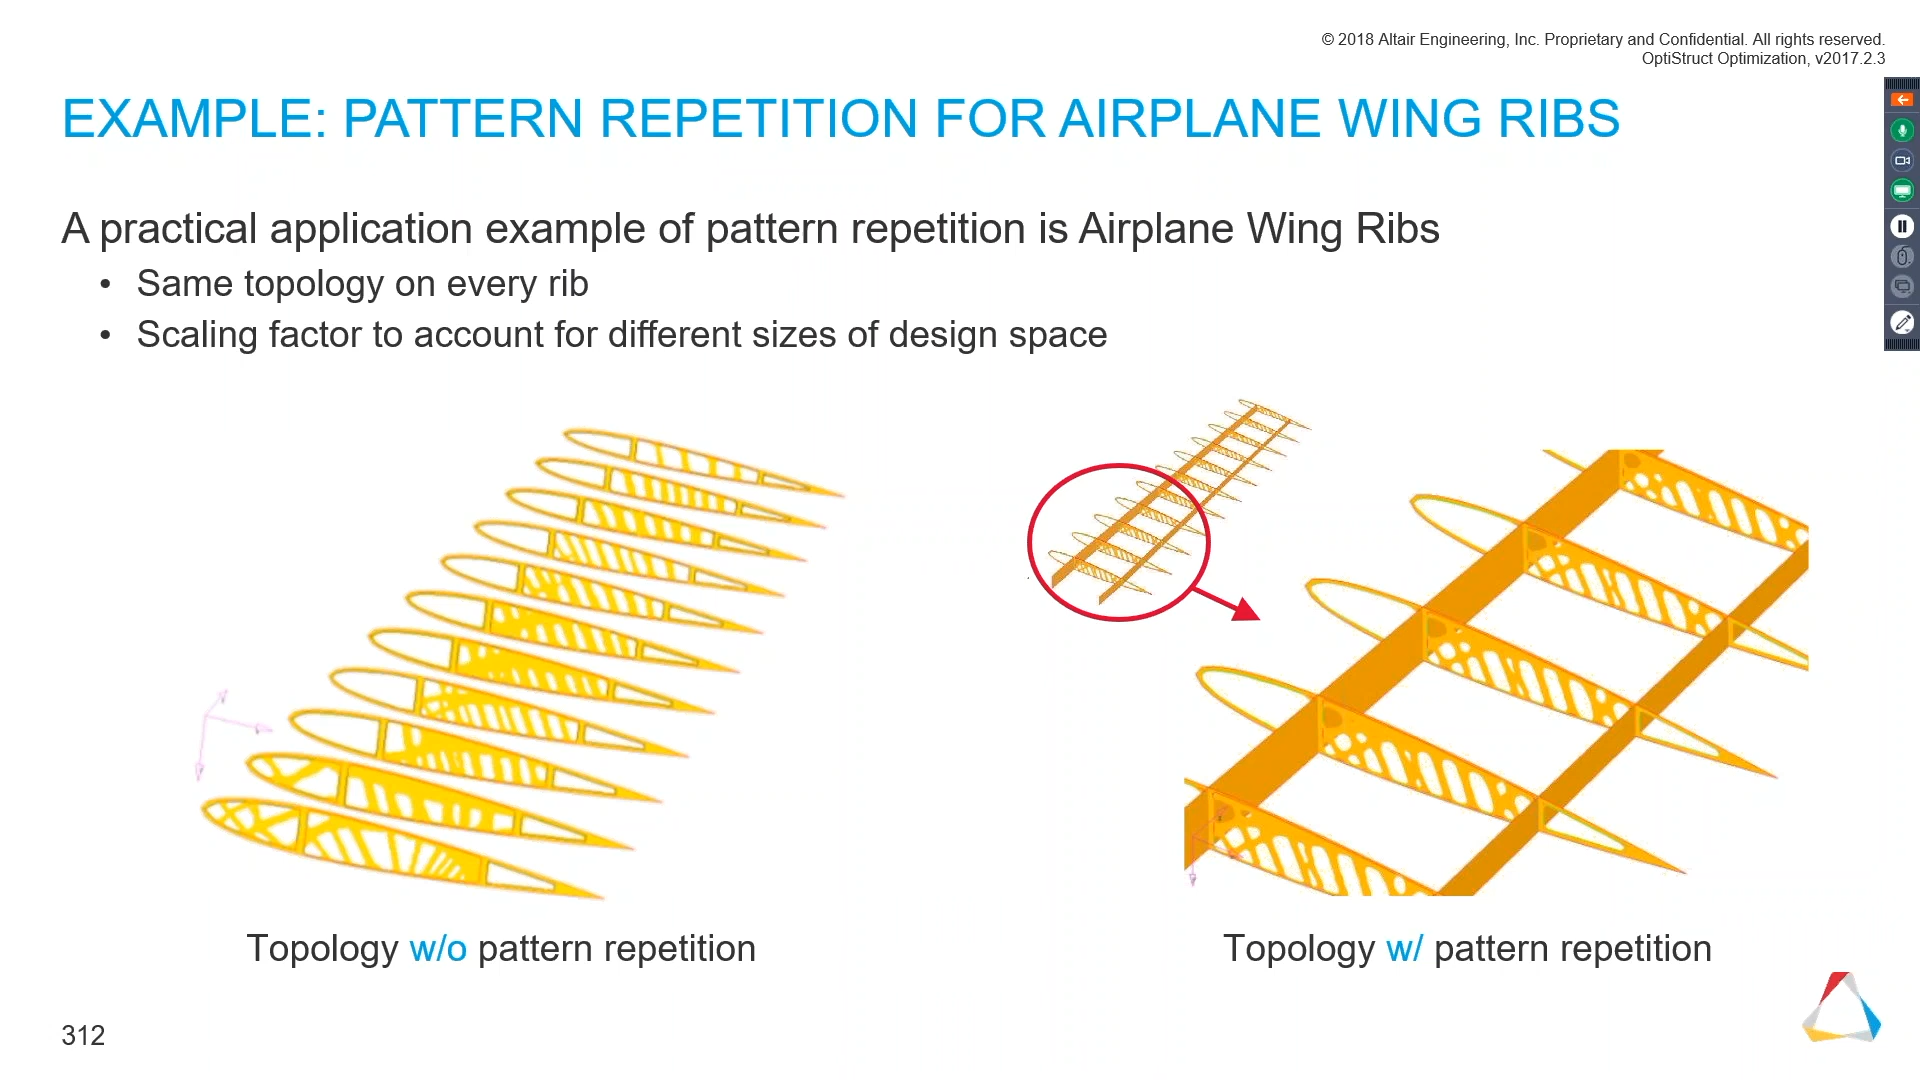 © 2018 Altair Engineering, Inc. Proprietary and Confidential. All rights reserved.
OptiStruct Optimization, v2017.2.3
EXAMPLE: PATTERN REPETITION FOR AIRPLANE WING RIBS
A practical application example of pattern repetition is Airplane Wing Ribs
• Same topology on every rib
• Scaling factor to account for different sizes of design space
Topology w/o pattern repetition
Topology w/ pattern repetition
312